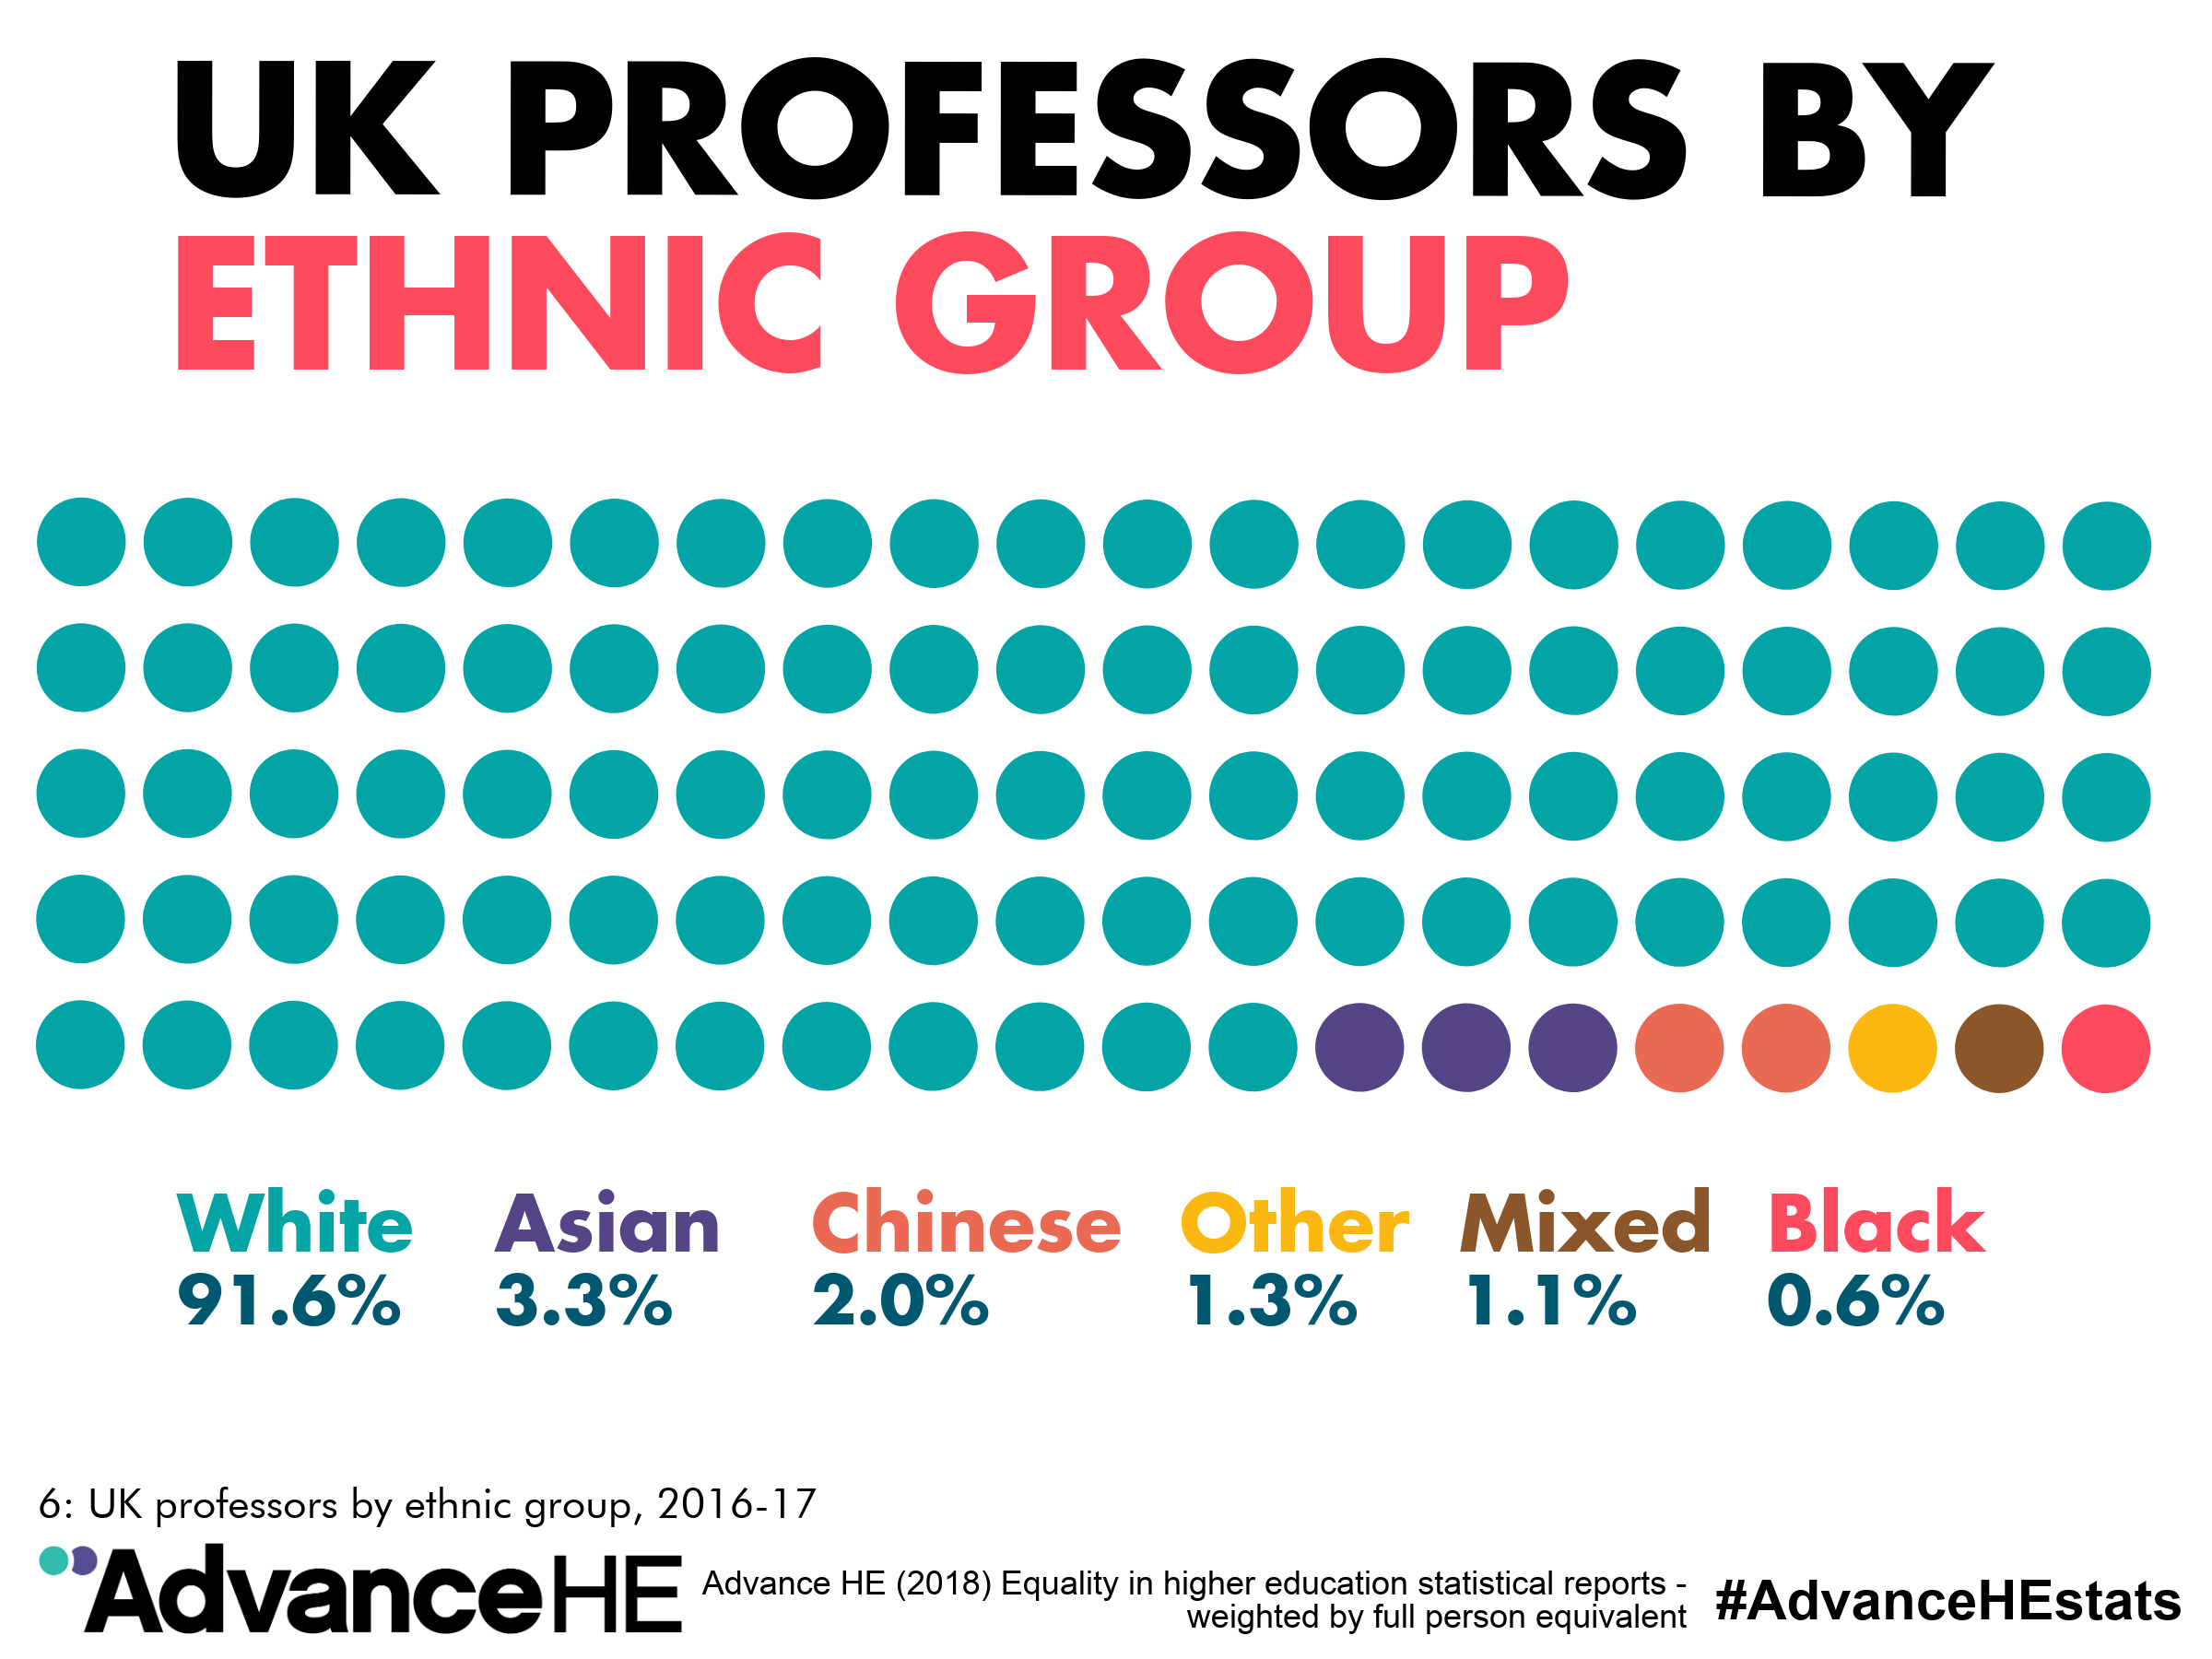 UK PROFESSORS BY
ETHNIC GROUP
White Asian Chinese Other Mixed Black
91.6% 3.3% 2.0% 1.3% 1.1% 0.6%
6: UK professors by ethnic group, 2016-17
AdvanceHE
Advance HE (2018) Equality in higher education statistical reports -
weighted by full person equivalent
#AdvanceHEstats